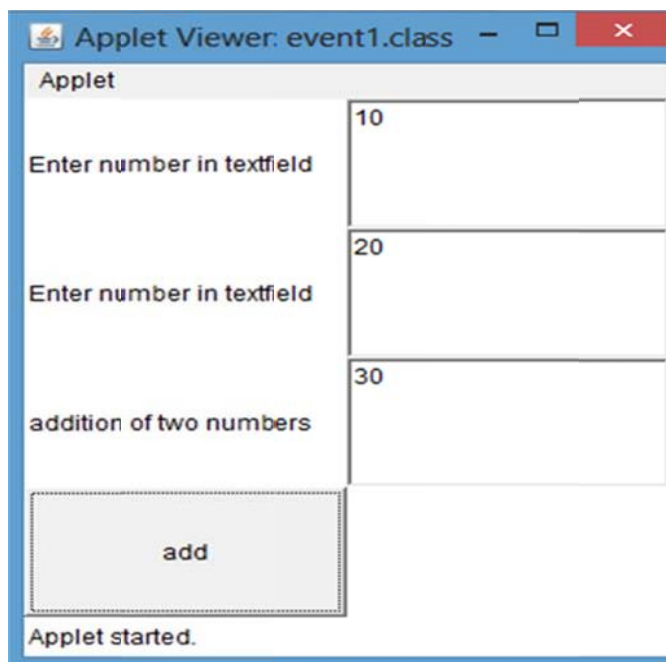 Applet Viewer: event1.class
Applet
Enter number in textfield
10
Enter number in textfield
20
addition of two numbers
30
add
Applet started.